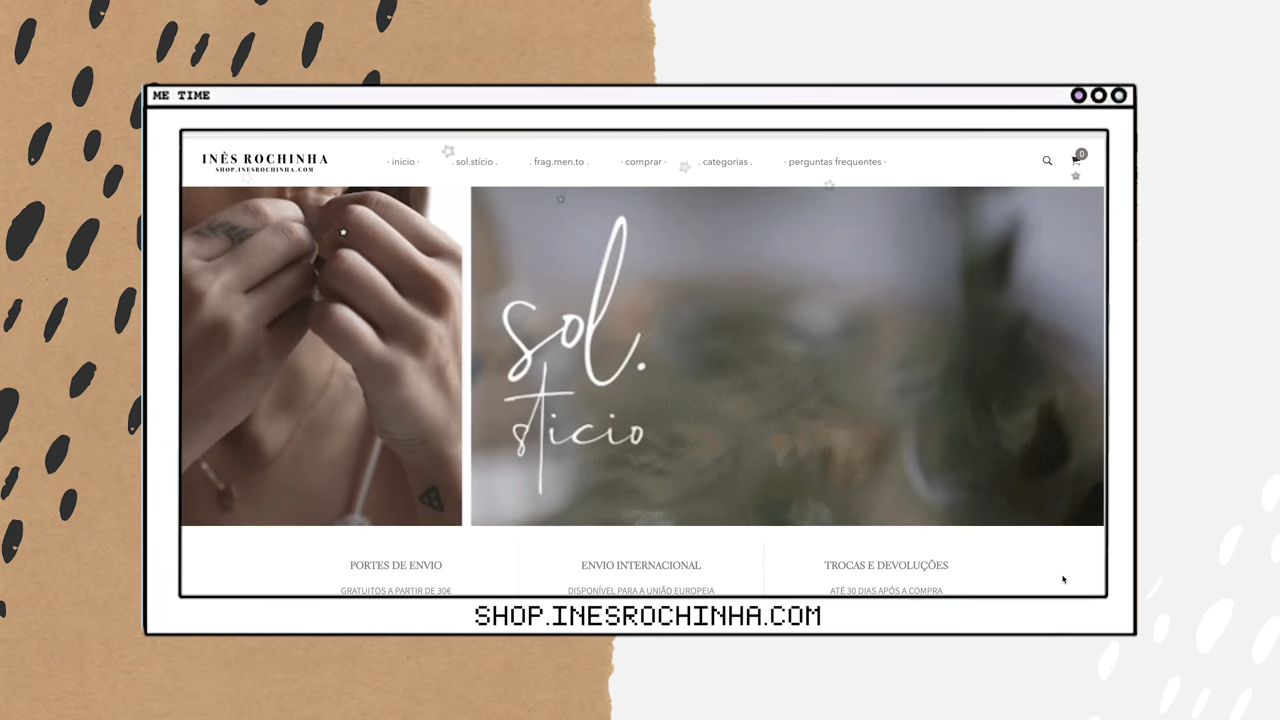 ME TIME
INÊS ROCHINHA
SHOP.INESROCHINHA.COM
· inicio ·
. sol.stício .
. frag.men.to .
· comprar ·
. categorias .
· perguntas frequentes ·
0
sol.
sticio
PORTES DE ENVIO
GRATUITOS A PARTIR DE 30€
ENVIO INTERNACIONAL
DISPONÍVEL PARA A UNIÃO EUROPEIA
TROCAS E DEVOLUÇÕES
ATÉ 30 DIAS APÓS A COMPRA
SHOP.INESROCHINHA.COM